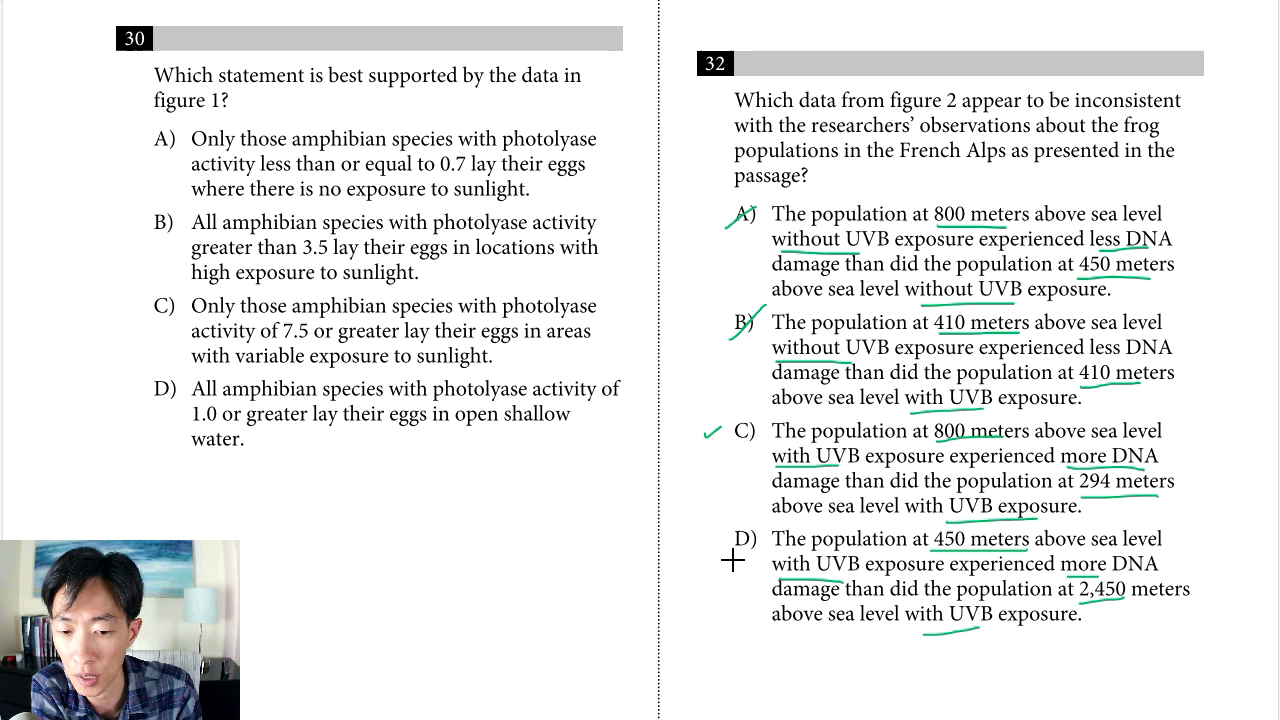 30
Which statement is best supported by the data in
figure 1?
A) Only those amphibian species with photolyase
activity less than or equal to 0.7 lay their eggs
where there is no exposure to sunlight.
B) All amphibian species with photolyase activity
greater than 3.5 lay their eggs in locations with
high exposure to sunlight.
C) Only those amphibian species with photolyase
activity of 7.5 or greater lay their eggs in areas
with variable exposure to sunlight.
D) All amphibian species with photolyase activity of
1.0 or greater lay their eggs in open shallow
water.
32
Which data from figure 2 appear to be inconsistent
with the researchers’ observations about the frog
populations in the French Alps as presented in the
passage?
A) The population at 800 meters above sea level
without UVB exposure experienced less DNA
damage than did the population at 450 meters
above sea level without UVB exposure.
B) The population at 410 meters above sea level
without UVB exposure experienced less DNA
damage than did the population at 410 meters
above sea level with UVB exposure.
C) The population at 800 meters above sea level
with UVB exposure experienced more DNA
damage than did the population at 294 meters
above sea level with UVB exposure.
D) The population at 450 meters above sea level
with UVB exposure experienced more DNA
damage than did the population at 2,450 meters
above sea level with UVB exposure.